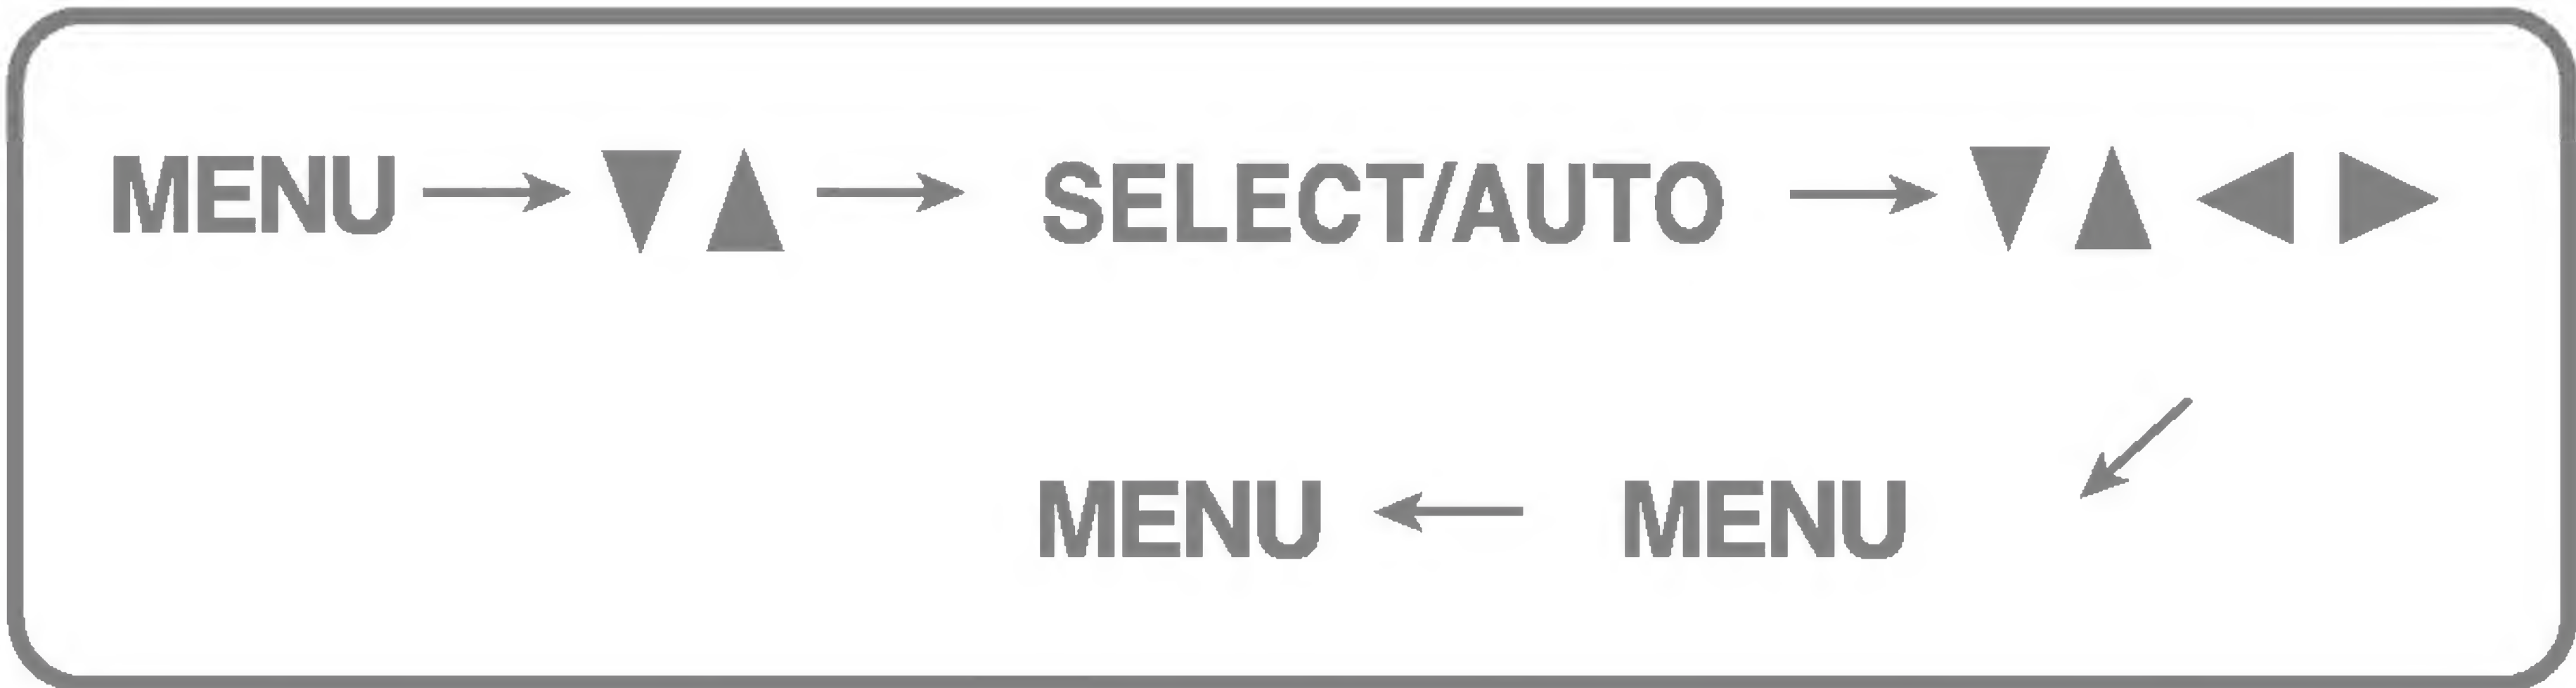 MENU → ▼▲ → SELECT/AUTO → ▼▲◀▶
MENU ← MENU